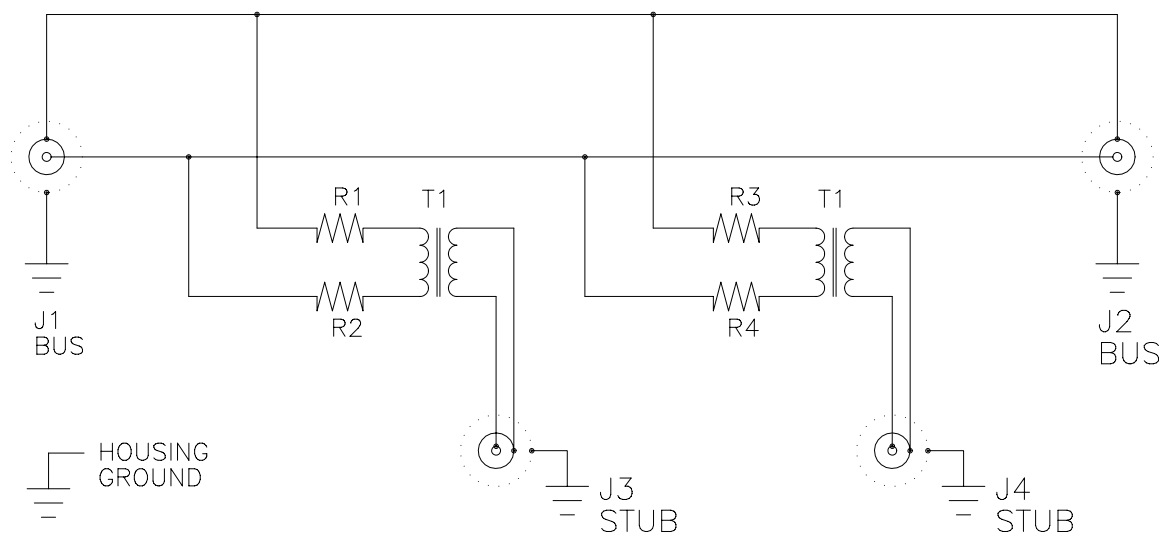 R1
T1
R3
T1
R2
R4
J1
BUS
J2
BUS
HOUSING
GROUND
J3
STUB
J4
STUB